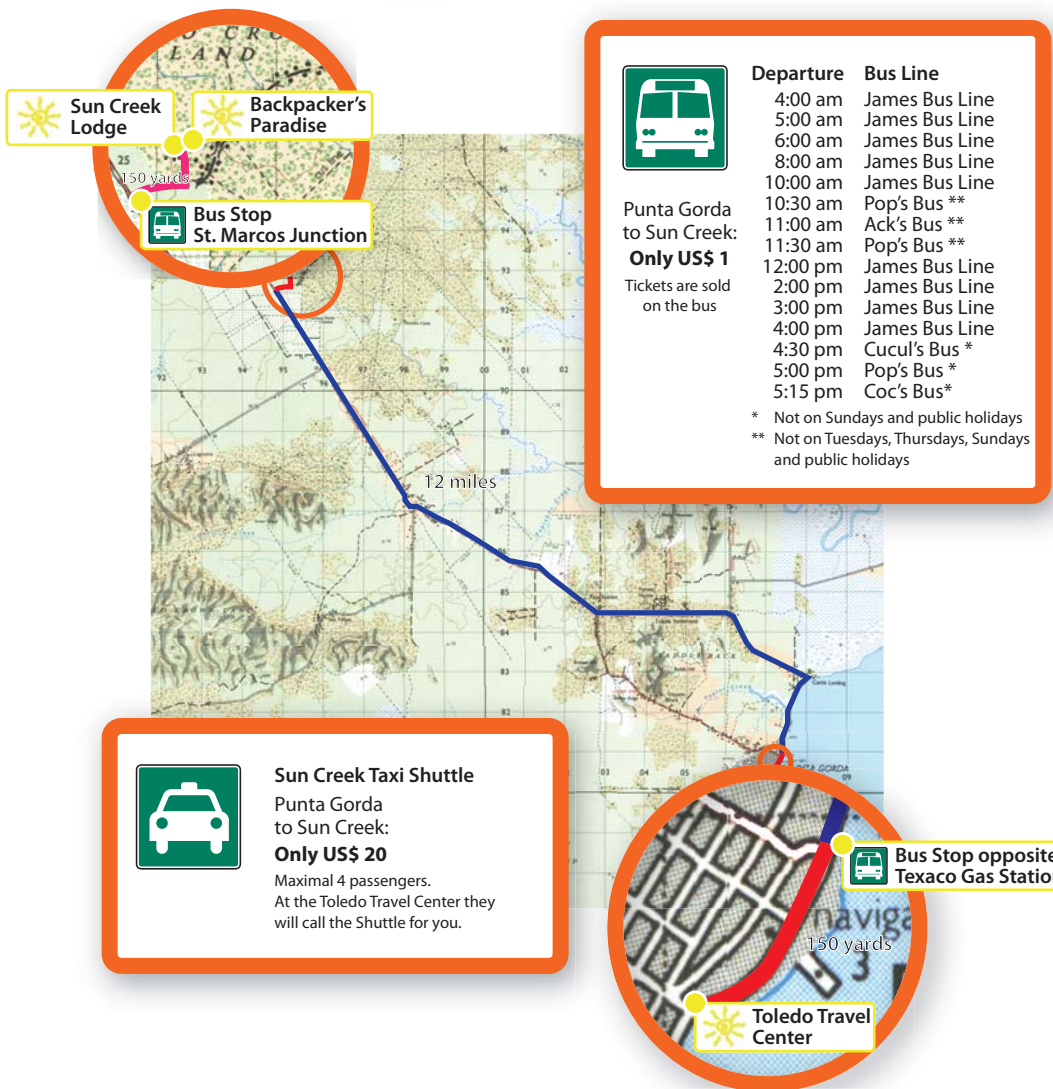 O CRO
LAND
Sun Creek
Lodge
Backpacker's
Paradise
25
150 yards
Bus Stop
St. Marcos Junction
Departure Bus Line
4:00 am James Bus Line
5:00 am James Bus Line
6:00 am James Bus Line
8:00 am James Bus Line
10:00 am James Bus Line
10:30 am Pop's Bus **
11:00 am Ack's Bus **
11:30 am Pop's Bus **
12:00 pm James Bus Line
2:00 pm James Bus Line
3:00 pm James Bus Line
4:00 pm James Bus Line
4:30 pm Cucul's Bus *
5:00 pm Pop's Bus *
5:15 pm Coc's Bus*
* Not on Sundays and public holidays
** Not on Tuesdays, Thursdays, Sundays
and public holidays
Punta Gorda
to Sun Creek:
Only US$ 1
Tickets are sold
on the bus
12 miles
Sun Creek Taxi Shuttle
Punta Gorda
to Sun Creek:
Only US$ 20
Maximal 4 passengers.
At the Toledo Travel Center they
will call the Shuttle for you.
Bus Stop opposite
Texaco Gas Station
naviga
150 yards
3
Toledo Travel
Center